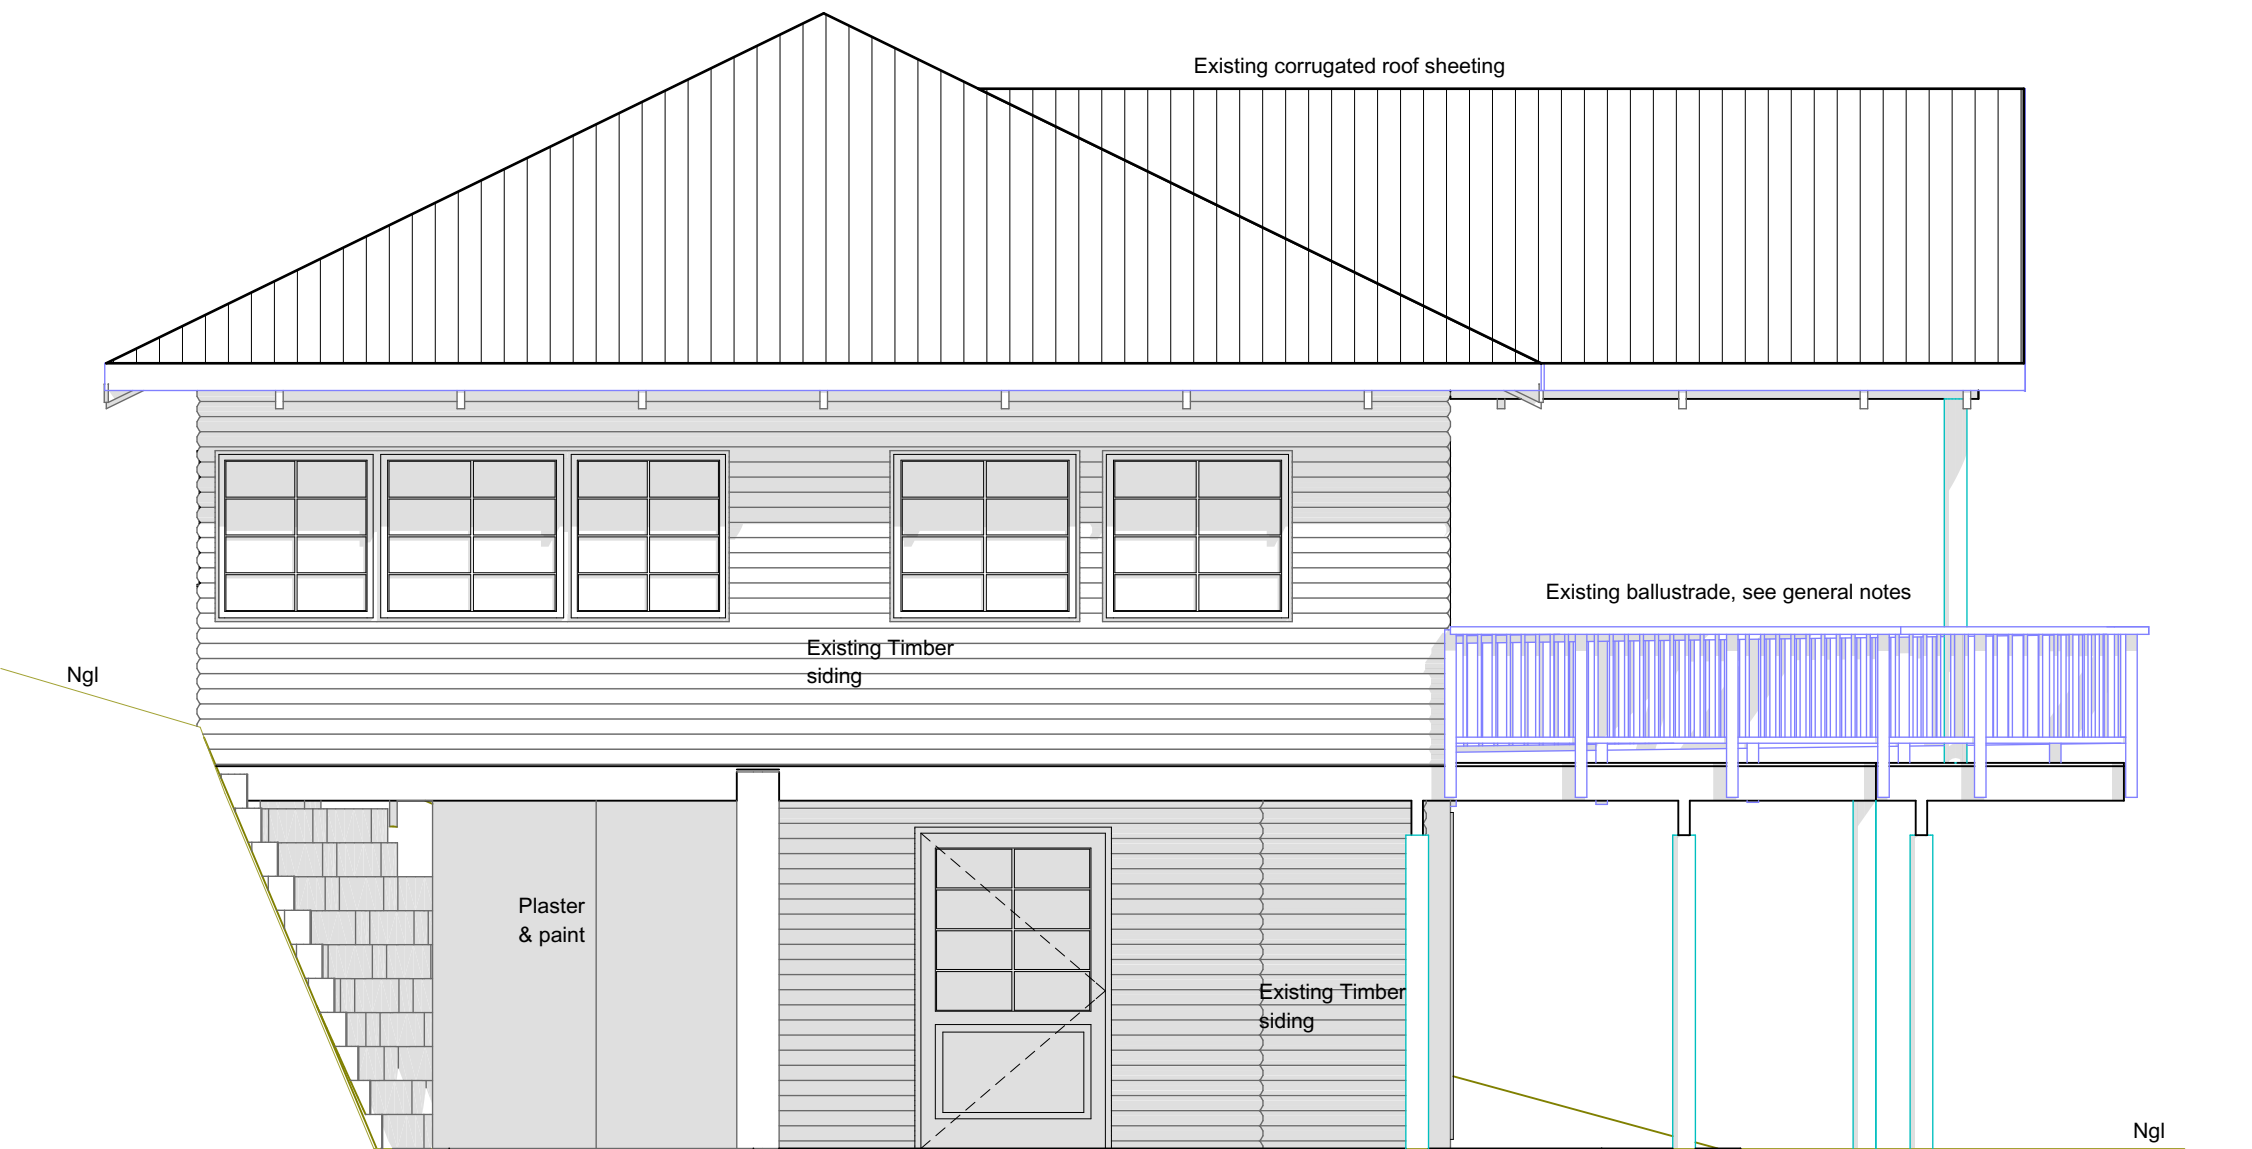 Existing corrugated roof sheeting
Existing ballustrade, see general notes
Existing Timber
siding
Ngl
Plaster
& paint
Existing Timber
siding
Ngl